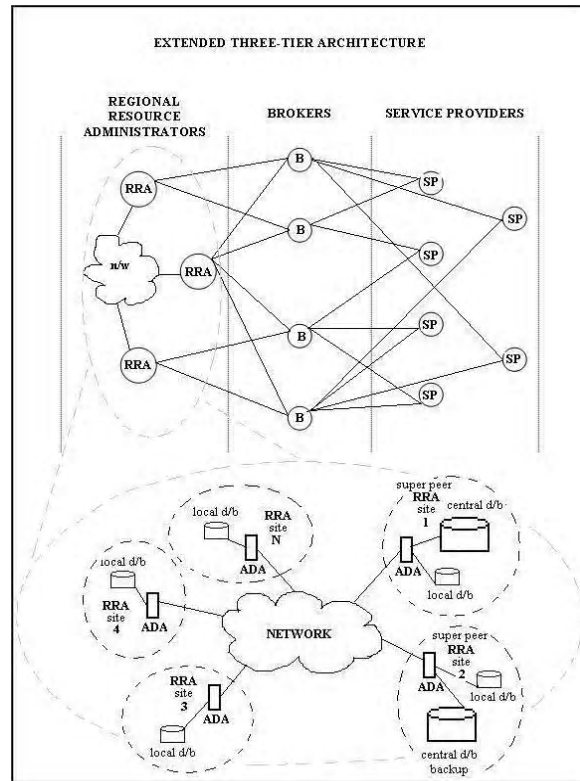 EXTENDED THREE-TIER ARCHITECTURE
REGIONAL
RESOURCE
ADMINISTRATORS
BROKERS
SERVICE PROVIDERS
RRA
n/w
RRA
RRA
B
B
B
B
SP
SP
SP
SP
SP
SP
local d/b
RRA
site
N
ADA
super peer
RRA
site
1
central d/b
ADA
local d/b
local d/b
RRA
site
4
ADA
NETWORK
super peer
RRA
site
2
ADA
local d/b
central d/b
backup
RRA
site
3
ADA
local d/b